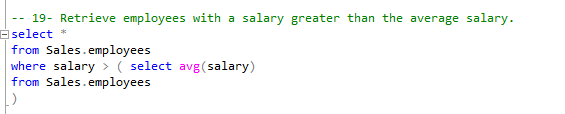 -- 19- Retrieve employees with a salary greater than the average salary.
select *
from Sales.employees
where salary > ( select avg(salary)
from Sales.employees
)